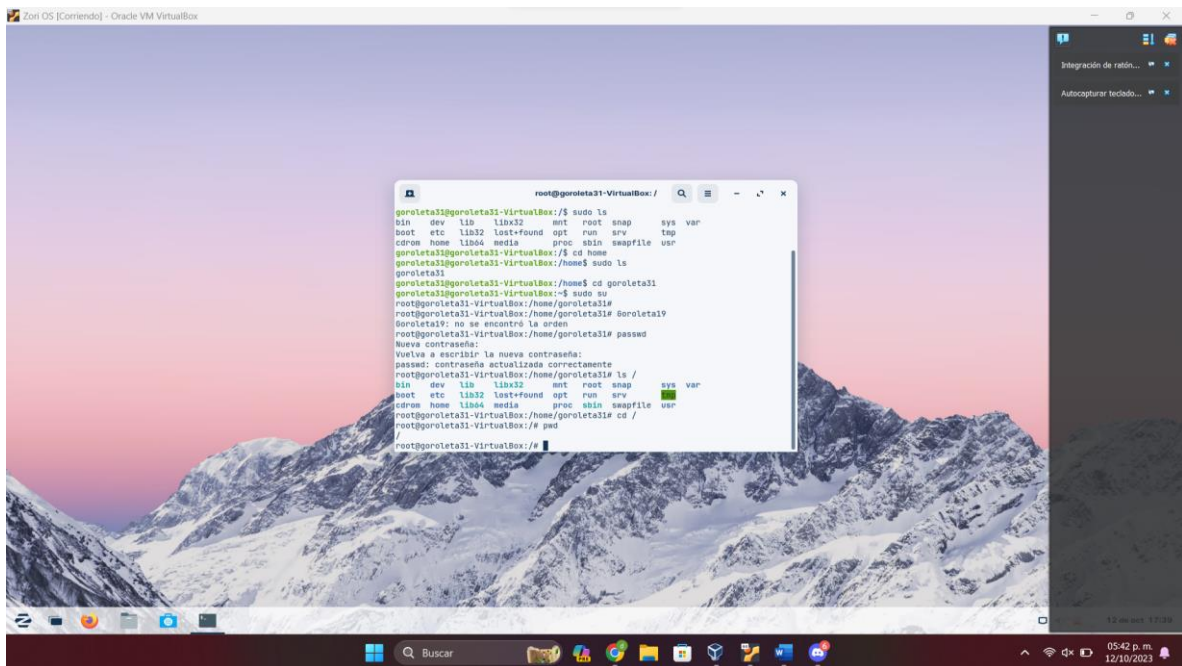 Zori OS [Corriendo] - Oracle VM VirtualBox
Integración de ratón...
Autocapturar teclado...
root@goroleta31-VirtualBox: /
goroleta31@goroleta31-VirtualBox:/$ sudo ls
bin dev lib libx32 mnt root snap sys var
boot etc lib32 lost+found opt run srv tmp
cdrom home lib64 media proc sbin swapfile usr
goroleta31@goroleta31-VirtualBox:/$ cd home
goroleta31@goroleta31-VirtualBox:/home$ sudo ls
goroleta31
goroleta31@goroleta31-VirtualBox:/home$ cd goroleta31
goroleta31@goroleta31-VirtualBox:~$ sudo su
root@goroleta31-VirtualBox:/home/goroleta31#
root@goroleta31-VirtualBox:/home/goroleta31# Goroleta19
Goroleta19: no se encontró la orden
root@goroleta31-VirtualBox:/home/goroleta31# passwd
Nueva contraseña:
Vuelva a escribir la nueva contraseña:
passwd: contraseña actualizada correctamente
root@goroleta31-VirtualBox:/home/goroleta31# ls /
bin dev lib libx32 mnt root snap sys var
boot etc lib32 lost+found opt run srv tmp
cdrom home lib64 media proc sbin swapfile usr
root@goroleta31-VirtualBox:/home/goroleta31# cd /
root@goroleta31-VirtualBox:/# pwd
/
root@goroleta31-VirtualBox:/#
12 de oct 17:39
Buscar
05:42 p. m.
12/10/2023